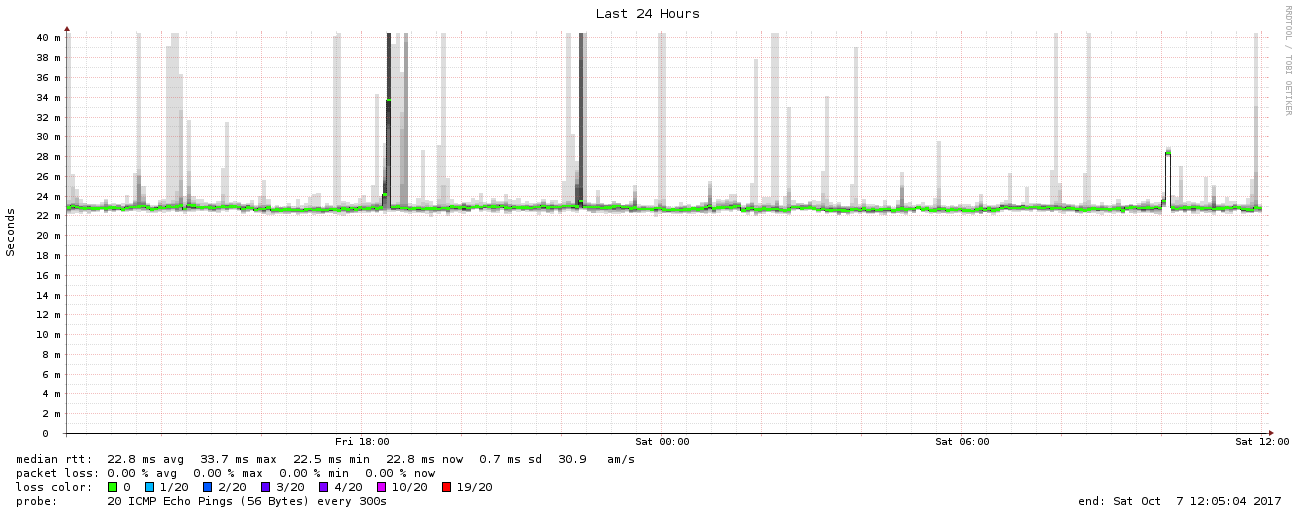 Last 24 Hours
RRDTOOL / TOBI OETIKER
Seconds
40 m
38 m
36 m
34 m
32 m
30 m
28 m
26 m
24 m
22 m
20 m
18 m
16 m
14 m
12 m
10 m
8 m
6 m
4 m
2 m
0
Fri 18:00 Sat 00:00 Sat 06:00 Sat 12:00
median rtt: 22.8 ms avg 33.7 ms max 22.5 ms min 22.8 ms now 0.7 ms sd 30.9 am/s
packet loss: 0.00 % avg 0.00 % max 0.00 % min 0.00 % now
loss color: 0 1/20 2/20 3/20 4/20 10/20 19/20
probe: 20 ICMP Echo Pings (56 Bytes) every 300s end: Sat Oct 7 12:05:04 2017